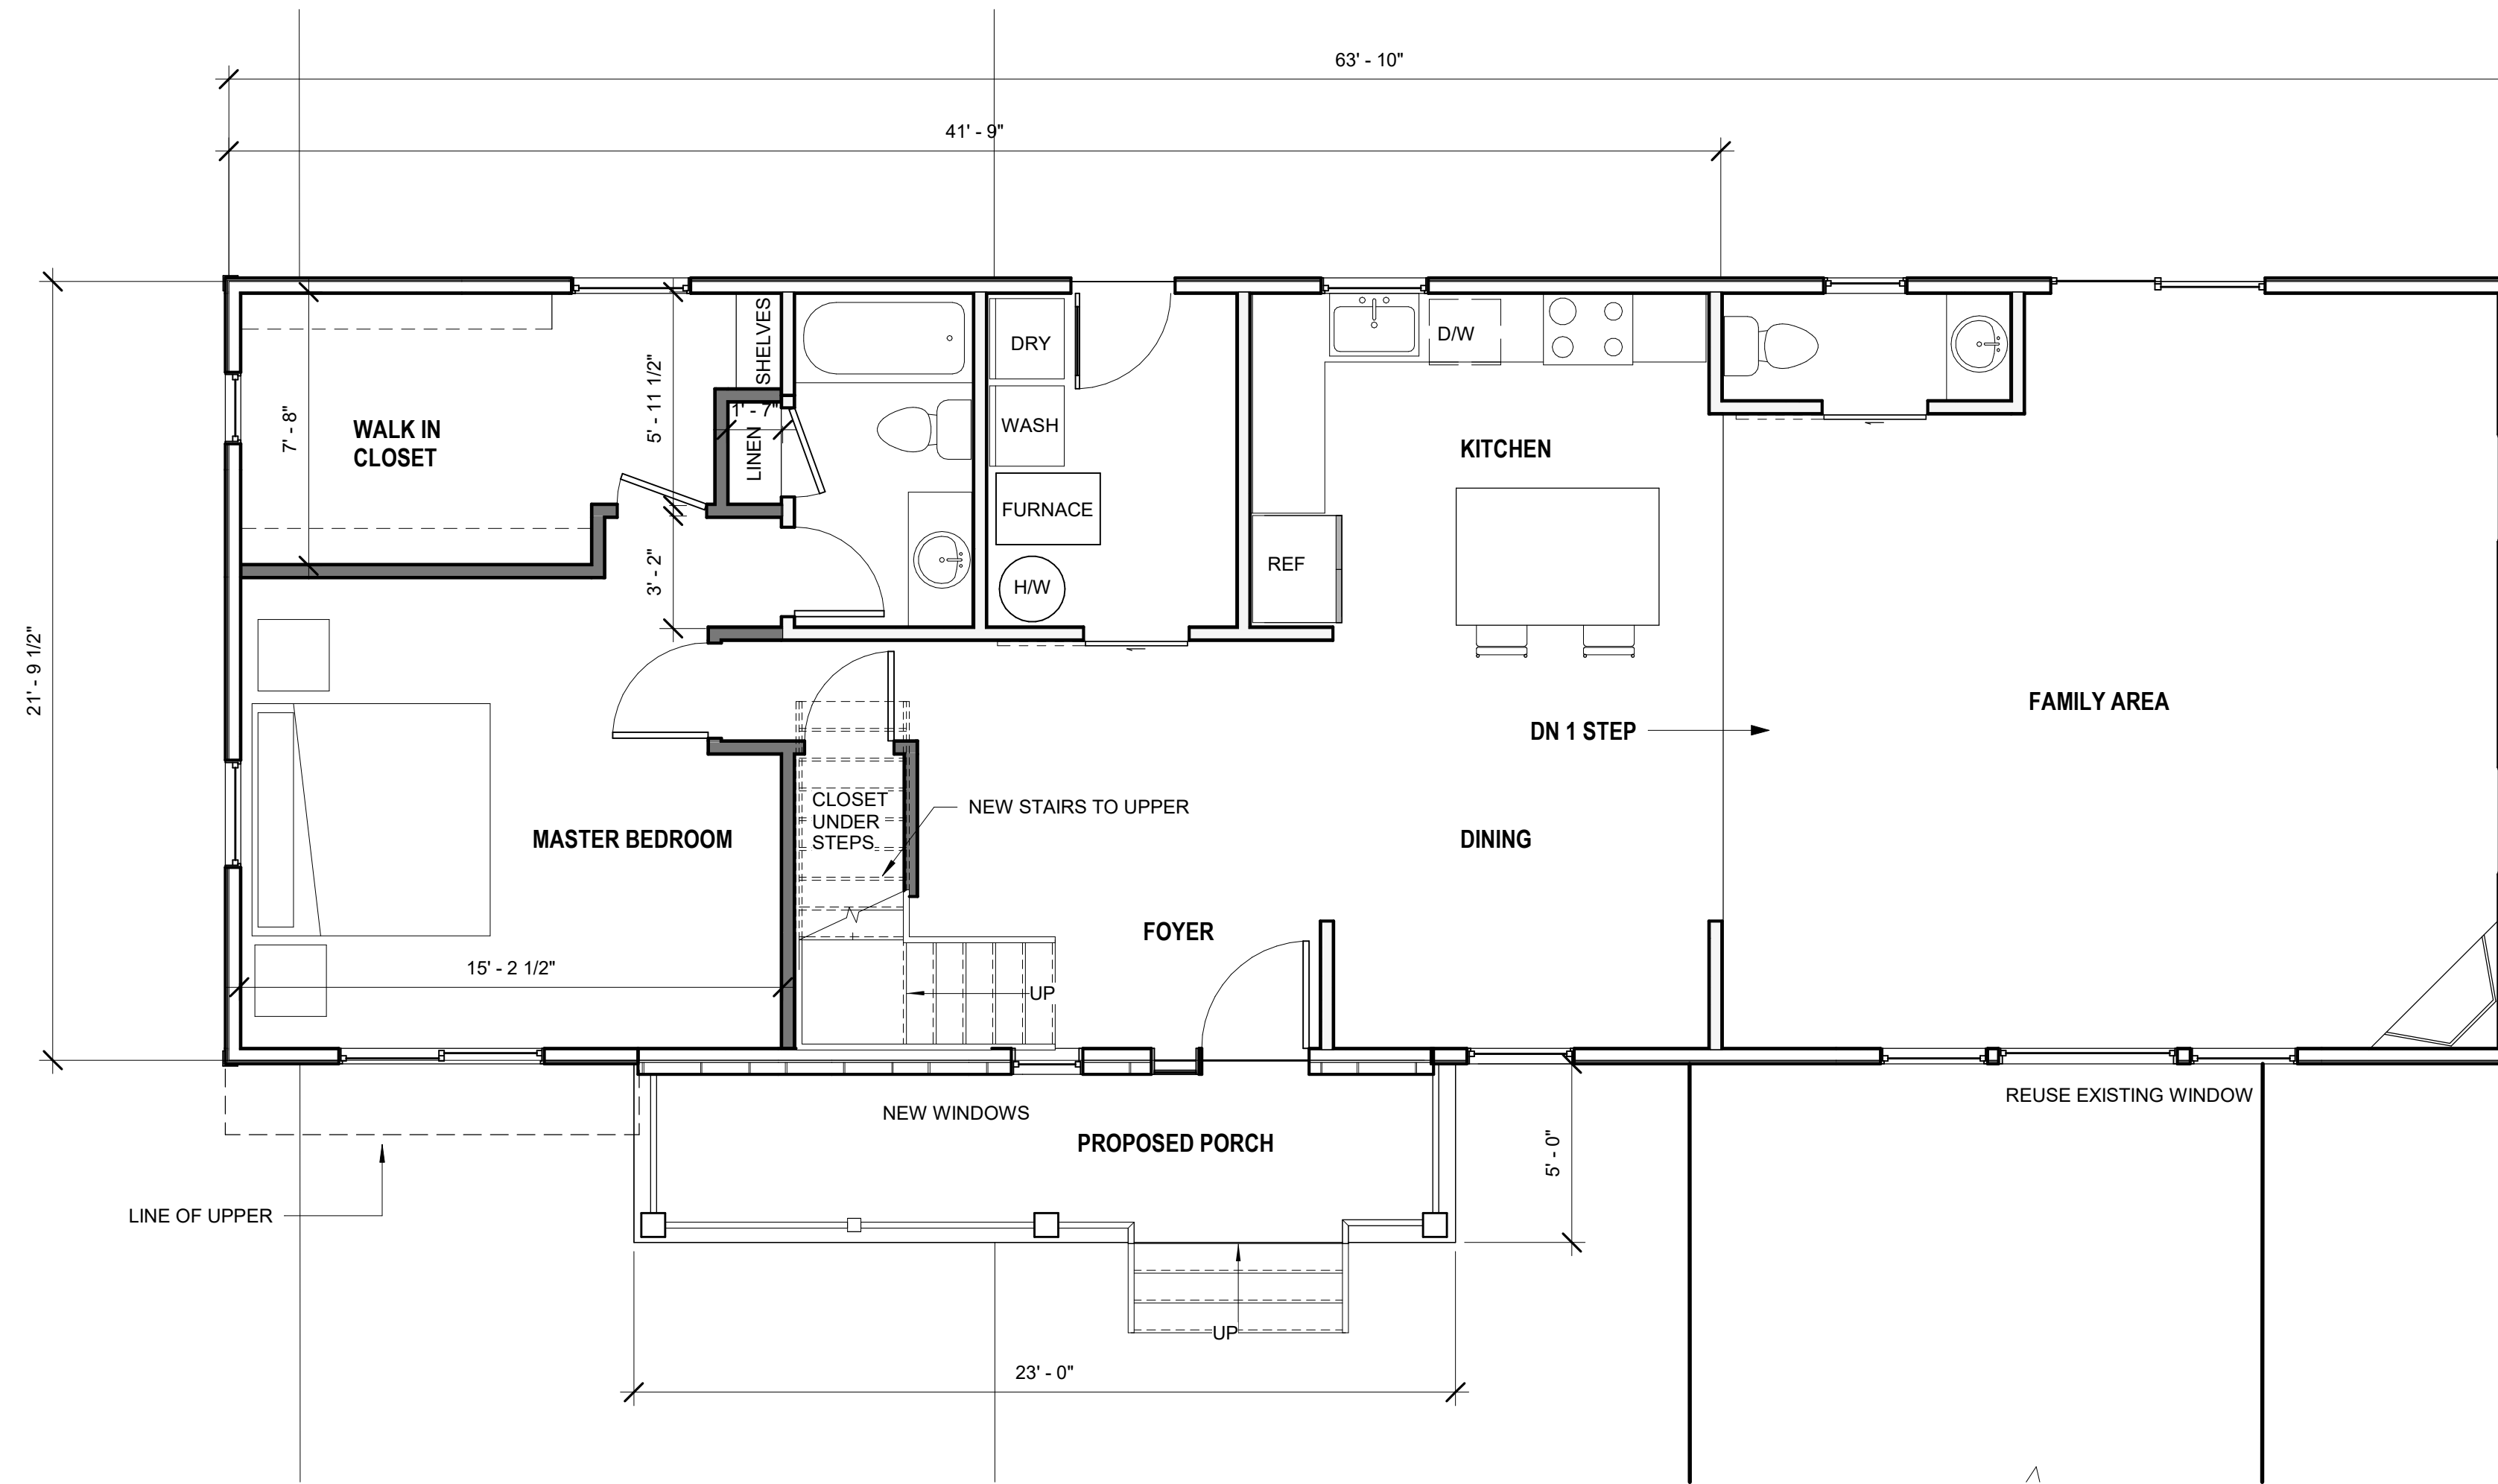 63' - 10"
41' - 9"
21' - 9 1/2"
7' - 8"
WALK IN
CLOSET
5' - 11 1/2"
SHELVES
1' - 7"
LINEN
3' - 2"
DRY
WASH
FURNACE
H/W
D/W
REF
KITCHEN
FAMILY AREA
DN 1 STEP
CLOSET
UNDER
STEPS
NEW STAIRS TO UPPER
MASTER BEDROOM
DINING
FOYER
15' - 2 1/2"
UP
NEW WINDOWS
REUSE EXISTING WINDOW
PROPOSED PORCH
5' - 0"
LINE OF UPPER
UP
23' - 0"